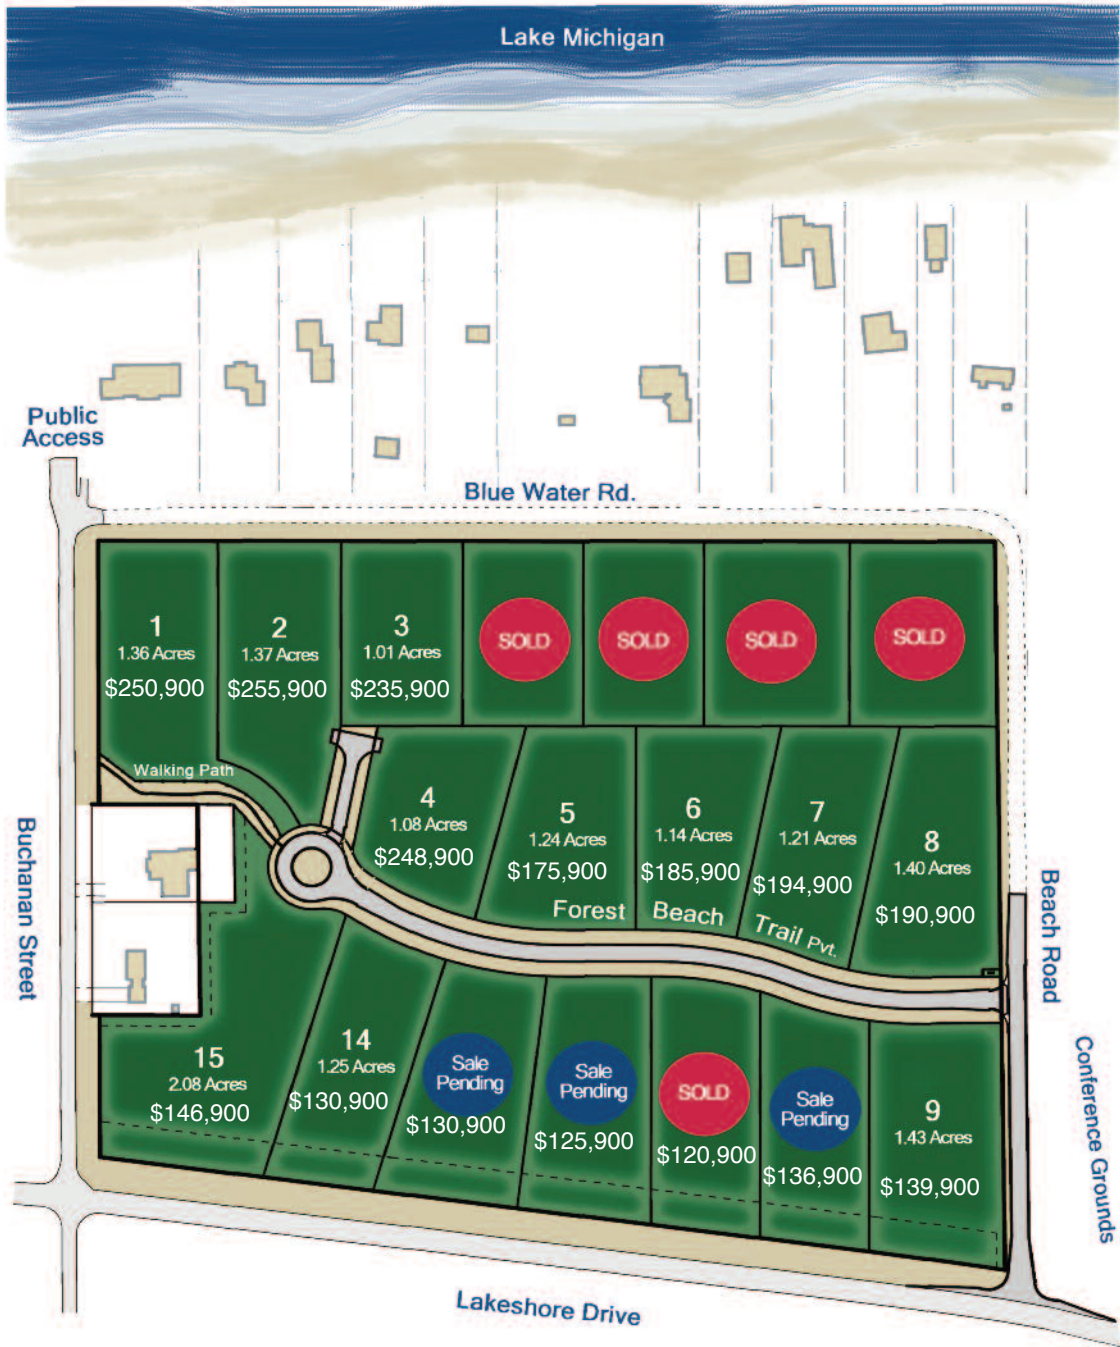 Lake Michigan
Public
Access
Blue Water Rd.
1
1.36 Acres
$250,900
2
1.37 Acres
$255,900
3
1.01 Acres
$235,900
SOLD
SOLD
SOLD
SOLD
Walking Path
4
1.08 Acres
$248,900
5
1.24 Acres
$175,900
6
1.14 Acres
$185,900
7
1.21 Acres
$194,900
8
1.40 Acres
$190,900
Forest Beach Trail Pvt.
Buchanan Street
Beach Road
Conference Grounds
15
2.08 Acres
$146,900
14
1.25 Acres
$130,900
Sale
Pending
$130,900
Sale
Pending
$125,900
SOLD
$120,900
Sale
Pending
$136,900
9
1.43 Acres
$139,900
Lakeshore Drive